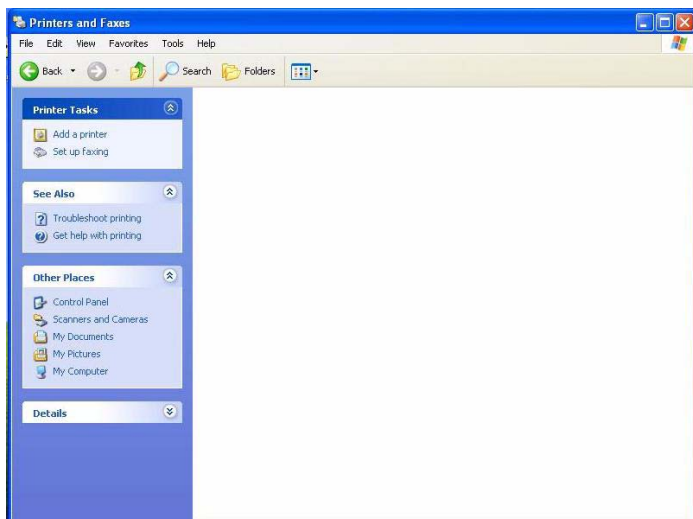 Printers and Faxes
File Edit View Favorites Tools Help
Back Search Folders
Printer Tasks
Add a printer
Set up faxing
See Also
Troubleshoot printing
Get help with printing
Other Places
Control Panel
Scanners and Cameras
My Documents
My Pictures
My Computer
Details